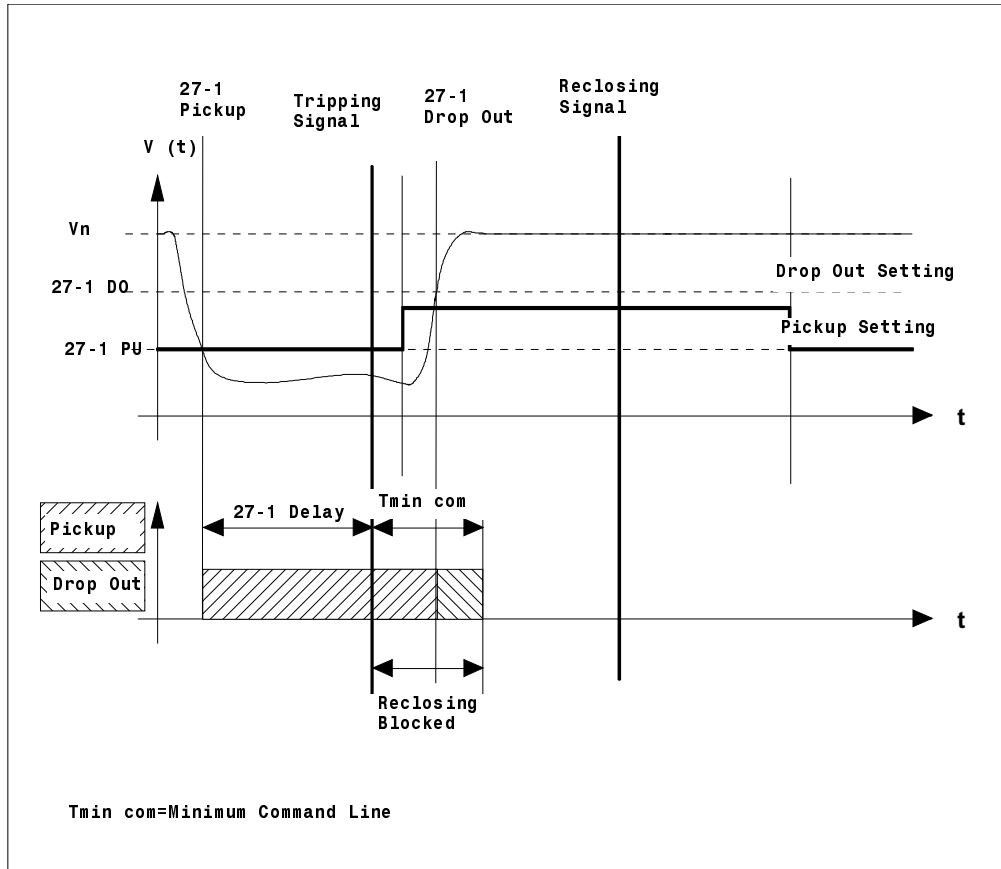 27-1
Pickup
Tripping
Signal
27-1
Drop Out
Reclosing
Signal
V (t)
Vn
27-1 DO
Drop Out Setting
Pickup Setting
27-1 PU
t
Tmin com
27-1 Delay
Pickup
Drop Out
t
Reclosing
Blocked
Tmin com=Minimum Command Line